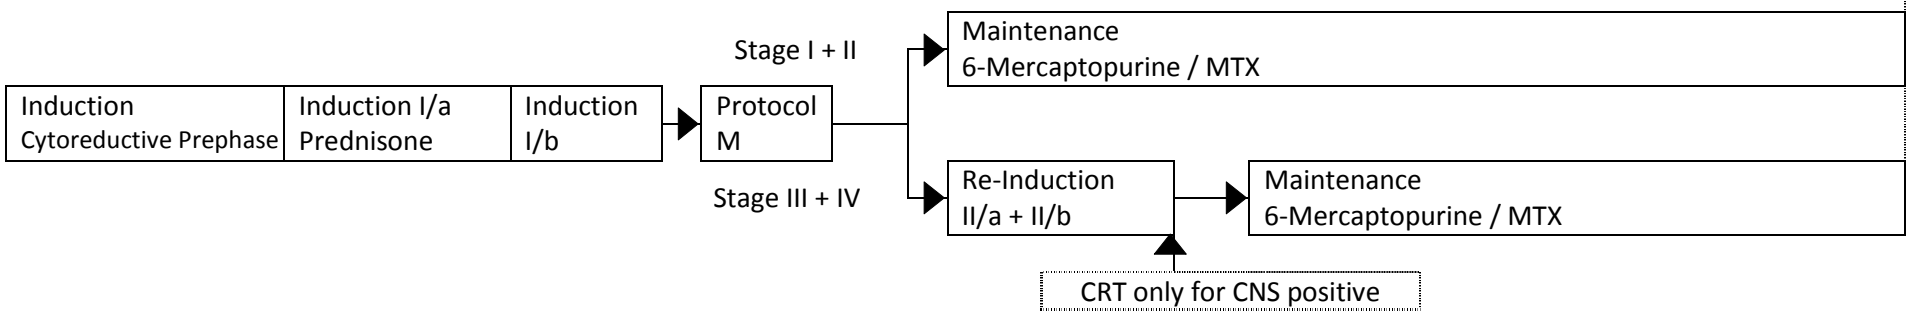 Induction
Cytoreductive Prephase
Induction I/a
Prednisone
Induction
I/b
Protocol
M
Stage I + II
Maintenance
6-Mercaptopurine / MTX
Stage III + IV
Re-Induction
II/a + II/b
Maintenance
6-Mercaptopurine / MTX
CRT only for CNS positive